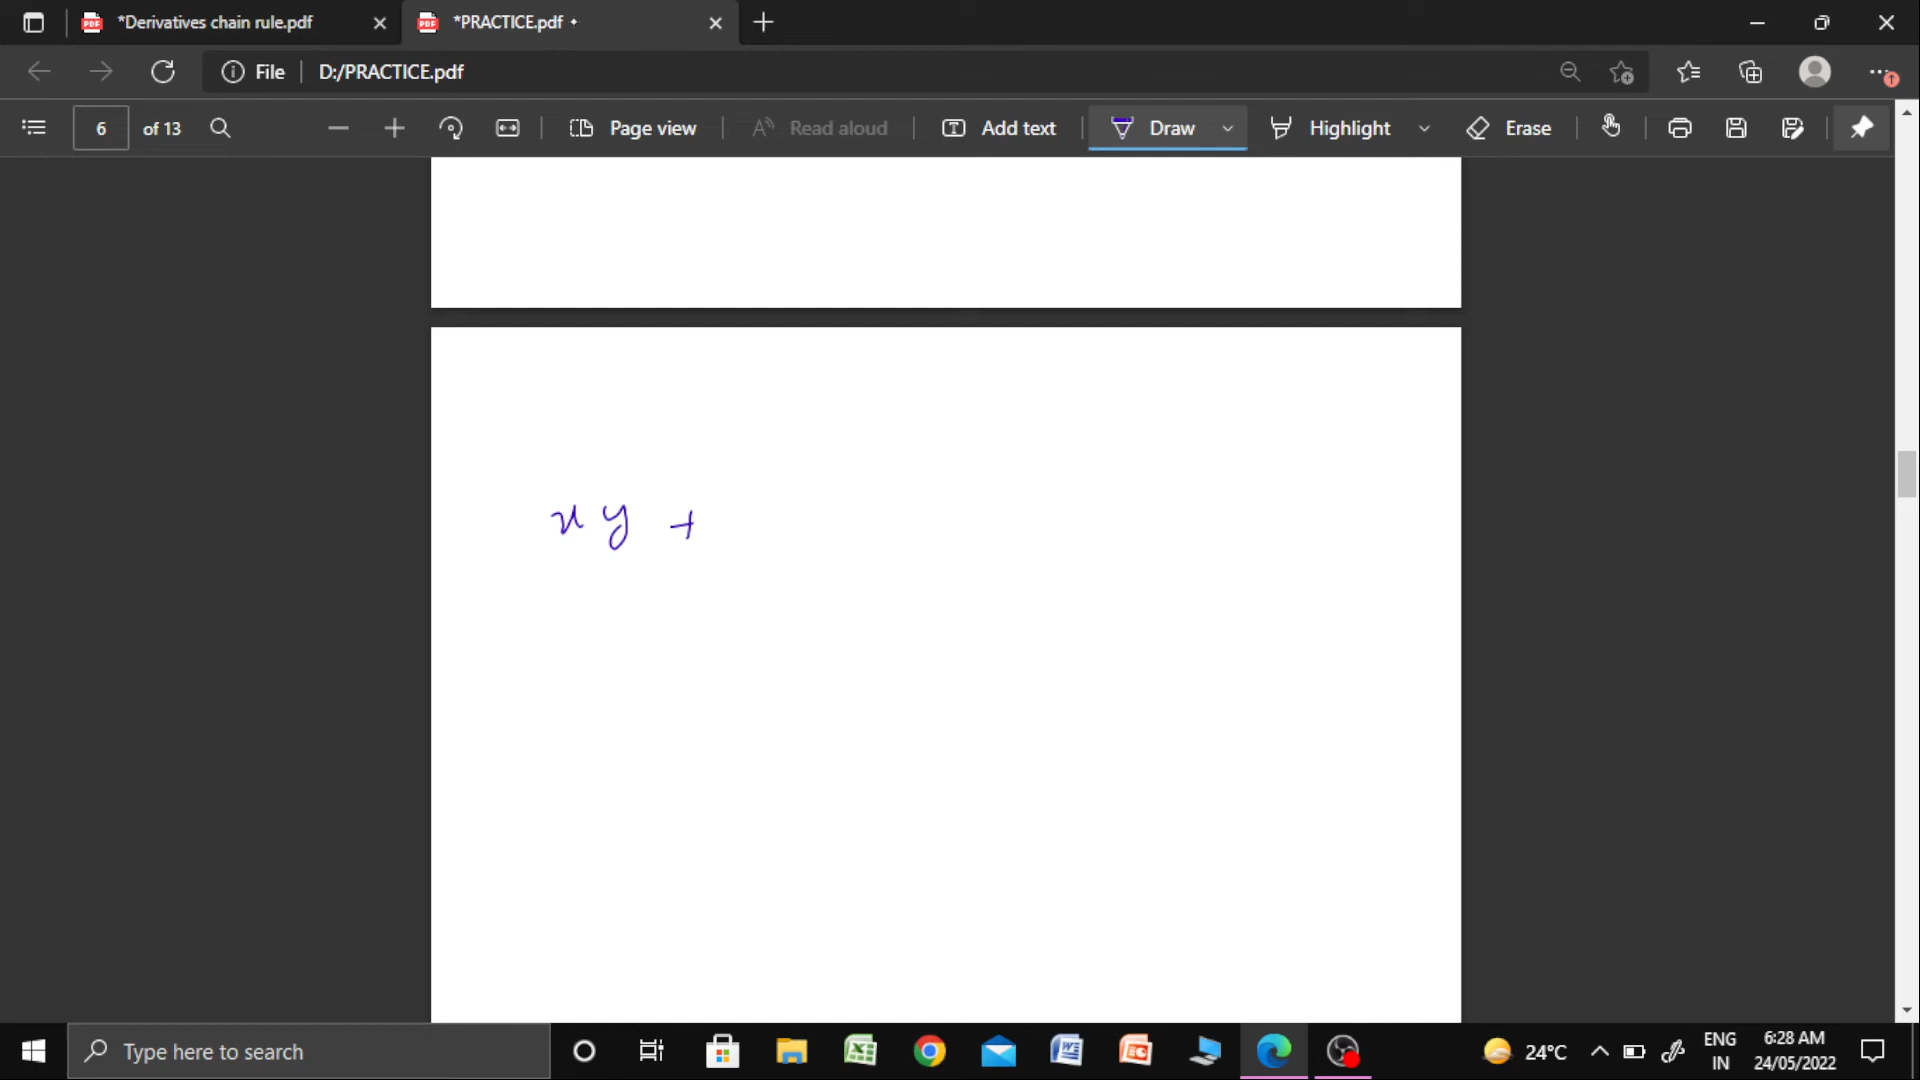 *Derivatives chain rule.pdf
*PRACTICE.pdf •
File
D:/PRACTICE.pdf
6 of 13
Page view
Read aloud
Add text
Draw
Highlight
Erase
x y +
Type here to search
24°C
ENG
IN
6:28 AM
24/05/2022